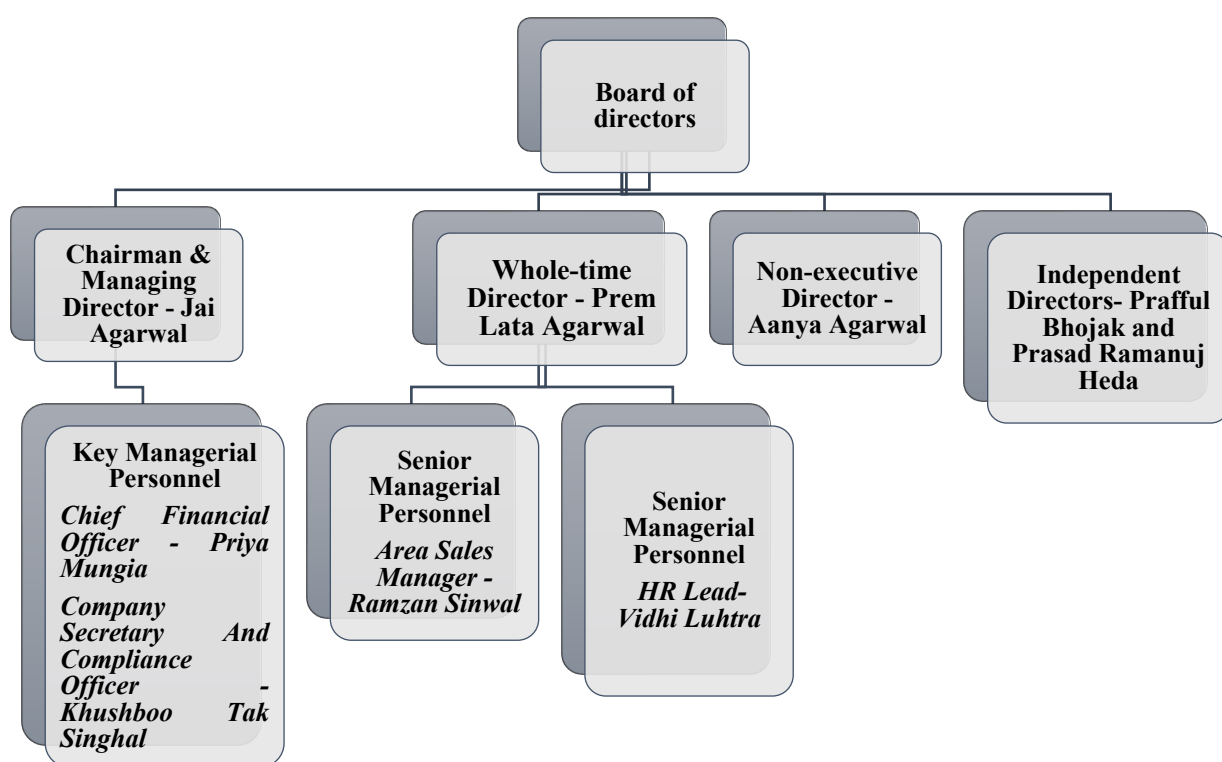 Board of
directors
Chairman &
Managing
Director - Jai
Agarwal
Whole-time
Director - Prem
Lata Agarwal
Non-executive
Director -
Aanya Agarwal
Independent
Directors- Prafful
Bhojak and
Prasad Ramanuj
Heda
Key Managerial
Personnel
Chief Financial
Officer - Priya
Mungia
Company
Secretary And
Compliance
Officer -
Khushboo Tak
Singhal
Senior
Managerial
Personnel
Area Sales
Manager -
Ramzan Sinwal
Senior
Managerial
Personnel
HR Lead-
Vidhi Luhtra